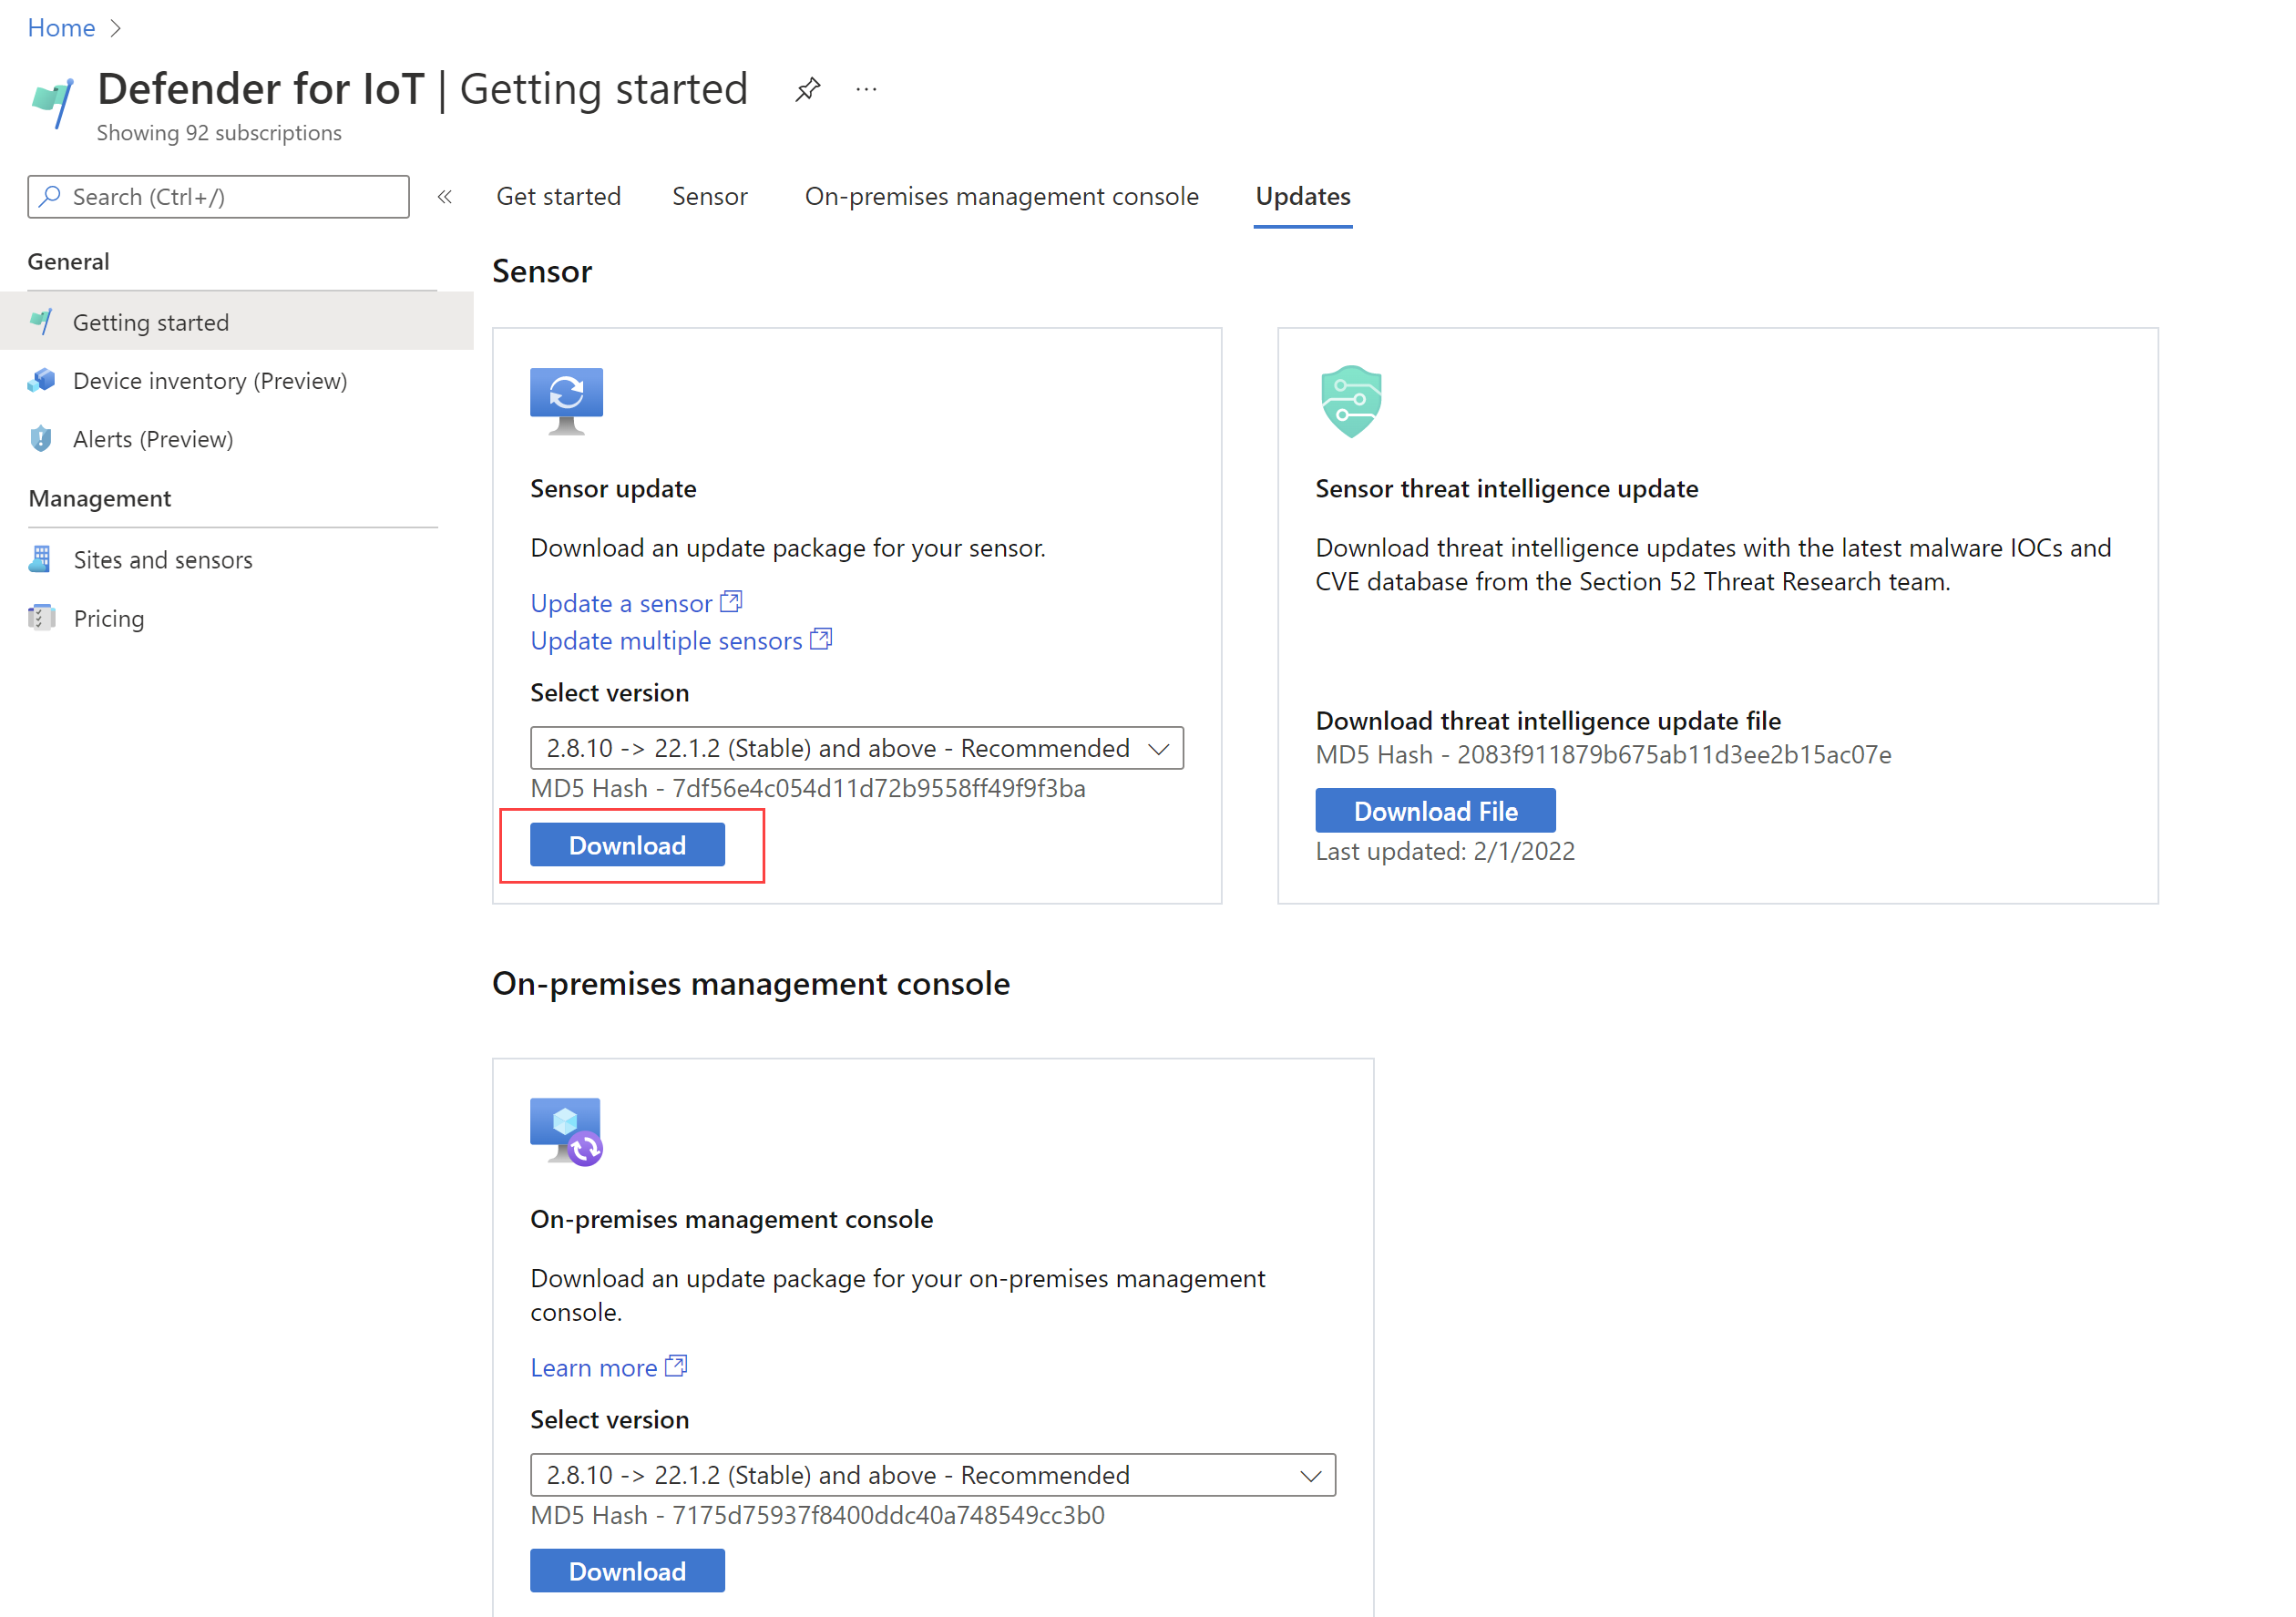 Home
Defender for IoT | Getting started
Showing 92 subscriptions
Search (Ctrl+/)
General
Getting started
Device inventory (Preview)
Alerts (Preview)
Management
Sites and sensors
Pricing
Get started
Sensor
On-premises management console
Updates
Sensor
Sensor update
Download an update package for your sensor.
Update a sensor
Update multiple sensors
Select version
2.8.10 -> 22.1.2 (Stable) and above - Recommended
MD5 Hash - 7df56e4c054d11d72b9558ff49f9f3ba
Download
Sensor threat intelligence update
Download threat intelligence updates with the latest malware IOCs and
CVE database from the Section 52 Threat Research team.
Download threat intelligence update file
MD5 Hash - 2083f911879b675ab11d3ee2b15ac07e
Download File
Last updated: 2/1/2022
On-premises management console
On-premises management console
Download an update package for your on-premises management
console.
Learn more
Select version
2.8.10 -> 22.1.2 (Stable) and above - Recommended
MD5 Hash - 7175d75937f8400ddc40a748549cc3b0
Download